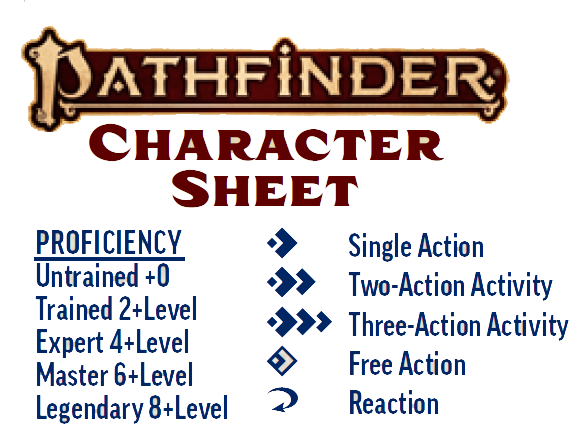 PATHFINDER
CHARACTER
SHEET
PROFICIENCY
Untrained +0
Trained 2+Level
Expert 4+Level
Master 6+Level
Legendary 8+Level
Single Action
Two-Action Activity
Three-Action Activity
Free Action
Reaction